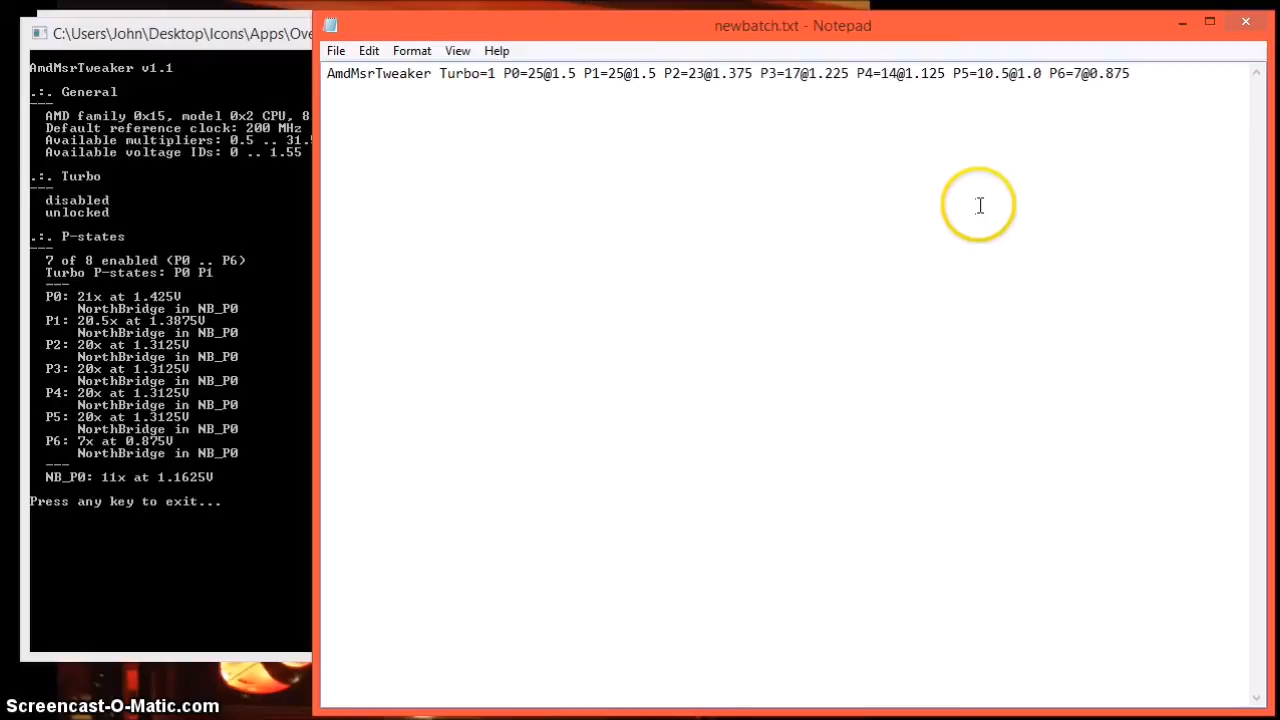 C:\Users\John\Desktop\Icons\Apps\Ove
AmdMsrTweaker v1.1
.:. General
---
AMD family 0x15, model 0x2 CPU, 8
Default reference clock: 200 MHz
Available multipliers: 0.5 .. 31.5
Available voltage IDs: 0 .. 1.55
.:. Turbo
---
disabled
unlocked
.:. P-states
---
7 of 8 enabled (P0 .. P6)
Turbo P-states: P0 P1
---
P0: 21x at 1.425V
NorthBridge in NB_P0
P1: 20.5x at 1.3875V
NorthBridge in NB_P0
P2: 20x at 1.3125V
NorthBridge in NB_P0
P3: 20x at 1.3125V
NorthBridge in NB_P0
P4: 20x at 1.3125V
NorthBridge in NB_P0
P5: 20x at 1.3125V
NorthBridge in NB_P0
P6: 7x at 0.875V
NorthBridge in NB_P0
---
NB_P0: 11x at 1.1625V
Press any key to exit...
newbatch.txt - Notepad
File Edit Format View Help
AmdMsrTweaker Turbo=1 P0=25@1.5 P1=25@1.5 P2=23@1.375 P3=17@1.225 P4=14@1.125 P5=10.5@1.0 P6=7@0.875
Screencast-O-Matic.com